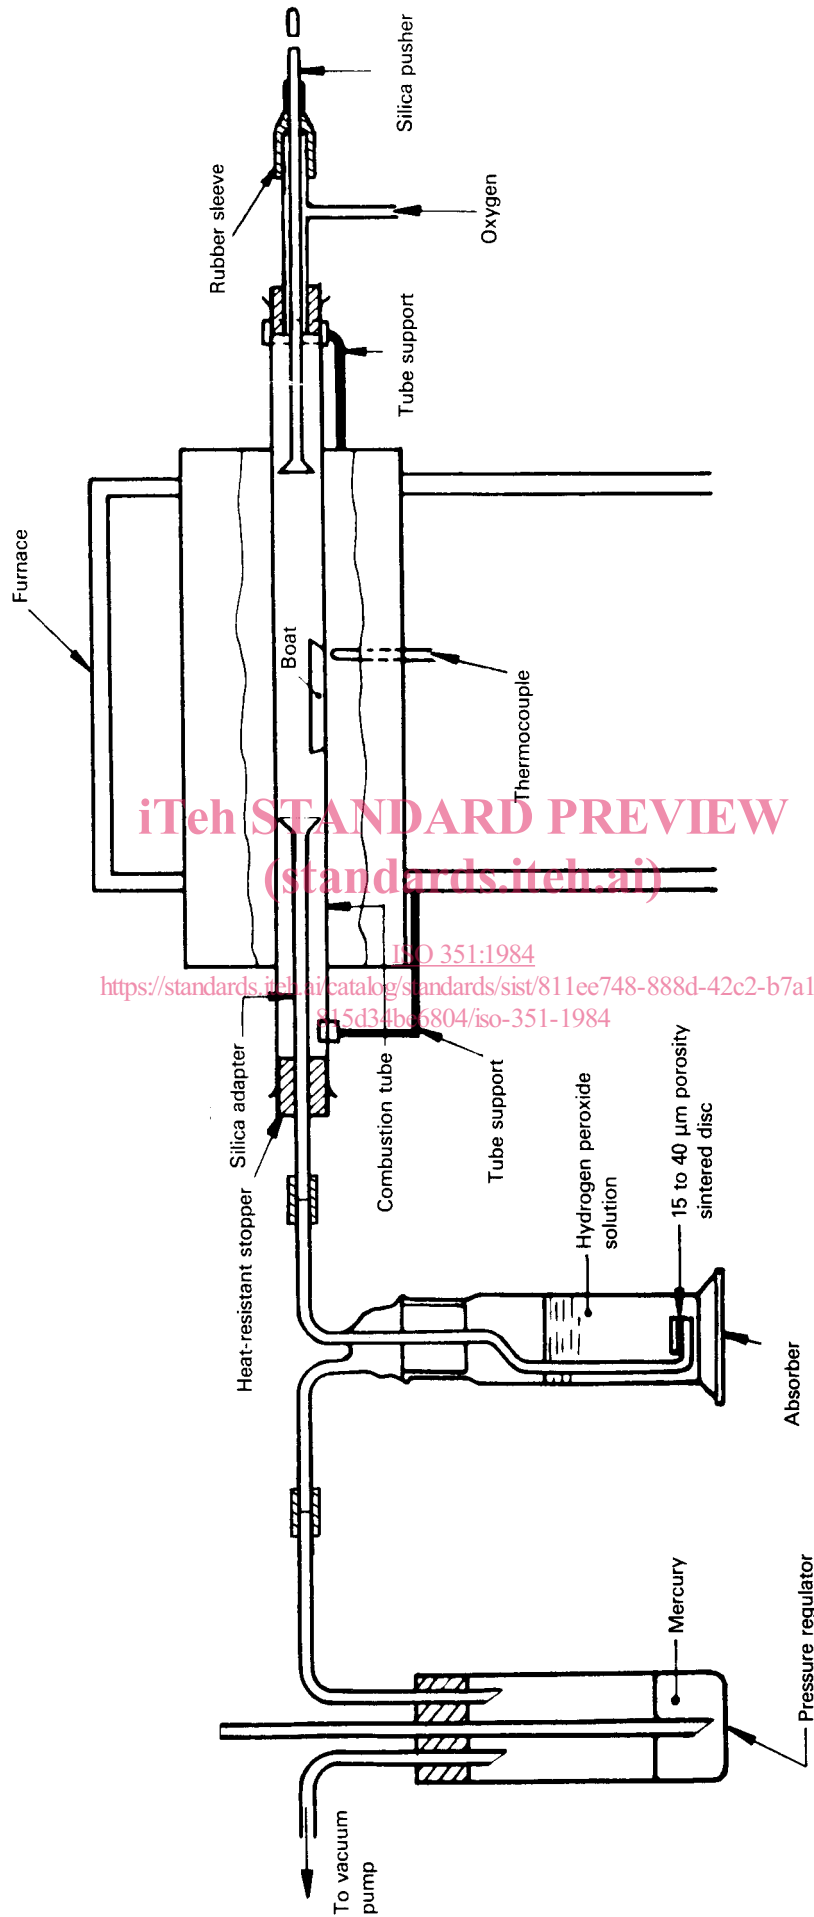 Silica pusher
Rubber sleeve
Oxygen
Tube support
Furnace
Boat
Thermocouple
iTeh STANDARD PREVIEW
(standards.iteh.ai)
ISO 351:1984
https://standards.iteh.ai/catalog/standards/sist/811ee748-888d-42c2-b7a1
815d34be6804/iso-351-1984
Silica adapter
Heat-resistant stopper
Combustion tube
Tube support
Hydrogen peroxide
solution
15 to 40 µm porosity
sintered disc
Absorber
Mercury
Pressure regulator
To vacuum
pump